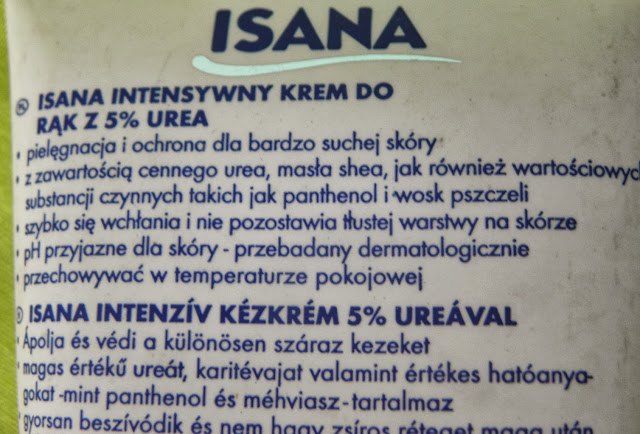 ISANA
PL ISANA INTENSYWNY KREM DO
RĄK Z 5% UREA
• pielęgnacja i ochrona dla bardzo suchej skóry
• z zawartością cennego urea, masła shea, jak również wartościowych
substancji czynnych takich jak panthenol i wosk pszczeli
• szybko się wchłania i nie pozostawia tłustej warstwy na skórze
• pH przyjazne dla skóry - przebadany dermatologicznie
• przechowywać w temperaturze pokojowej
ISANA INTENZÍV KÉZKRÉM 5% UREÁVAL
• Ápolja és védi a különösen száraz kezeket
• magas értékű ureát, karitévajat valamint értékes hatóanya-
gokat -mint panthenol és méhviasz- tartalmaz
• gyorsan beszívódik és nem hagy zsíros réteget maga után